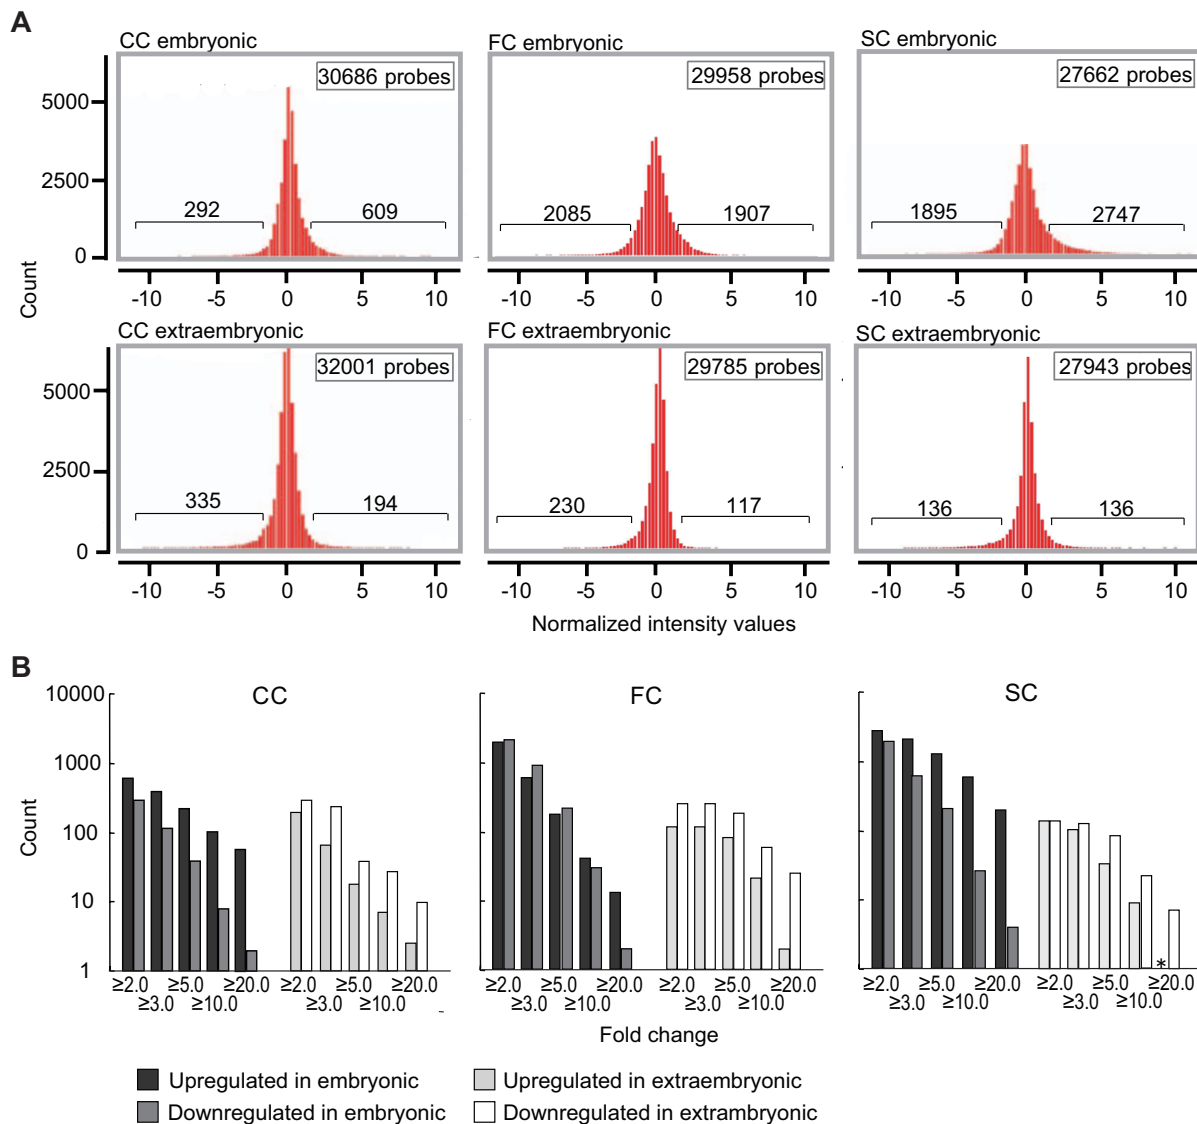 A
CC embryonic
FC embryonic
SC embryonic
30686 probes
29958 probes
27662 probes
5000
2500
0
292
609
2085
1907
1895
2747
-10 -5 0 5 10
-10 -5 0 5 10
-10 -5 0 5 10
Count
CC extraembryonic
FC extraembryonic
SC extraembryonic
32001 probes
29785 probes
27943 probes
5000
2500
0
335
194
230
117
136
136
-10 -5 0 5 10
-10 -5 0 5 10
-10 -5 0 5 10
Normalized intensity values
B
CC
FC
SC
10000
1000
100
10
1
Count
*
≥2.0 ≥5.0 ≥20.0 ≥2.0 ≥5.0 ≥20.0
≥3.0 ≥10.0 ≥3.0 ≥10.0
≥2.0 ≥5.0 ≥20.0 ≥2.0 ≥5.0 ≥20.0
≥3.0 ≥10.0 ≥3.0 ≥10.0
≥2.0 ≥5.0 ≥20.0 ≥2.0 ≥5.0 ≥20.0
≥3.0 ≥10.0 ≥3.0 ≥10.0
Fold change
Upregulated in embryonic
Upregulated in extraembryonic
Downregulated in embryonic
Downregulated in extrambryonic